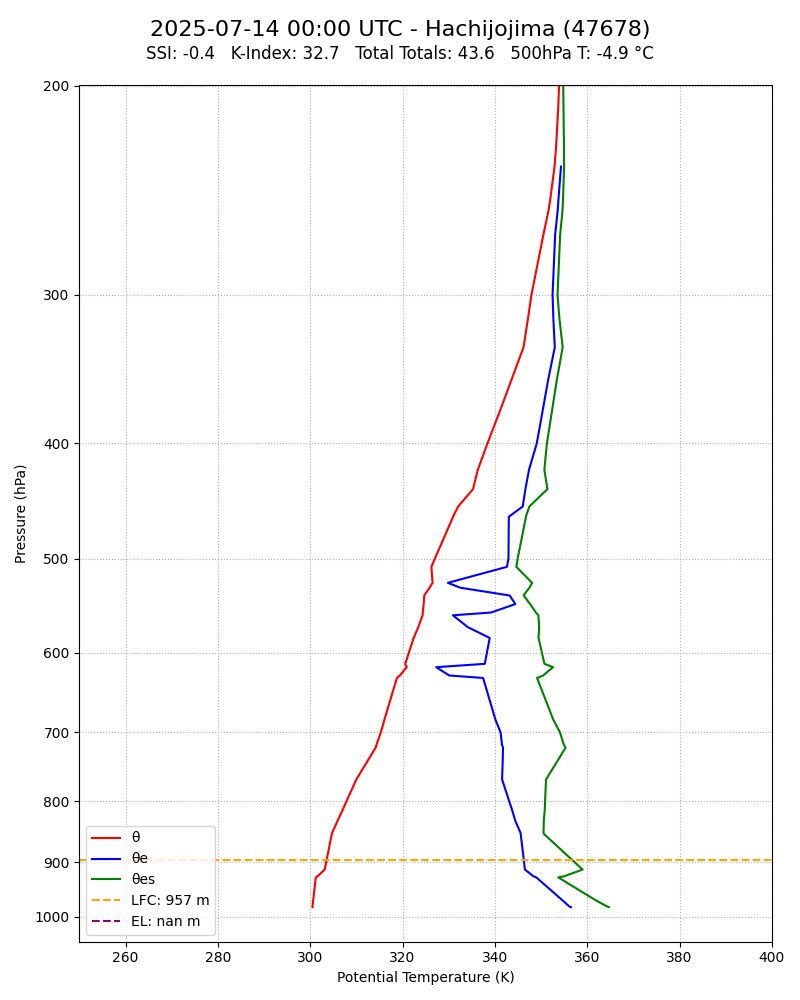 2025-07-14 00:00 UTC - Hachijojima (47678)
SSI: -0.4 K-Index: 32.7 Total Totals: 43.6 500hPa T: -4.9 °C
200
300
400
500
600
700
800
900
1000
Pressure (hPa)
θ
θe
θes
LFC: 957 m
EL: nan m
260 280 300 320 340 360 380 400
Potential Temperature (K)